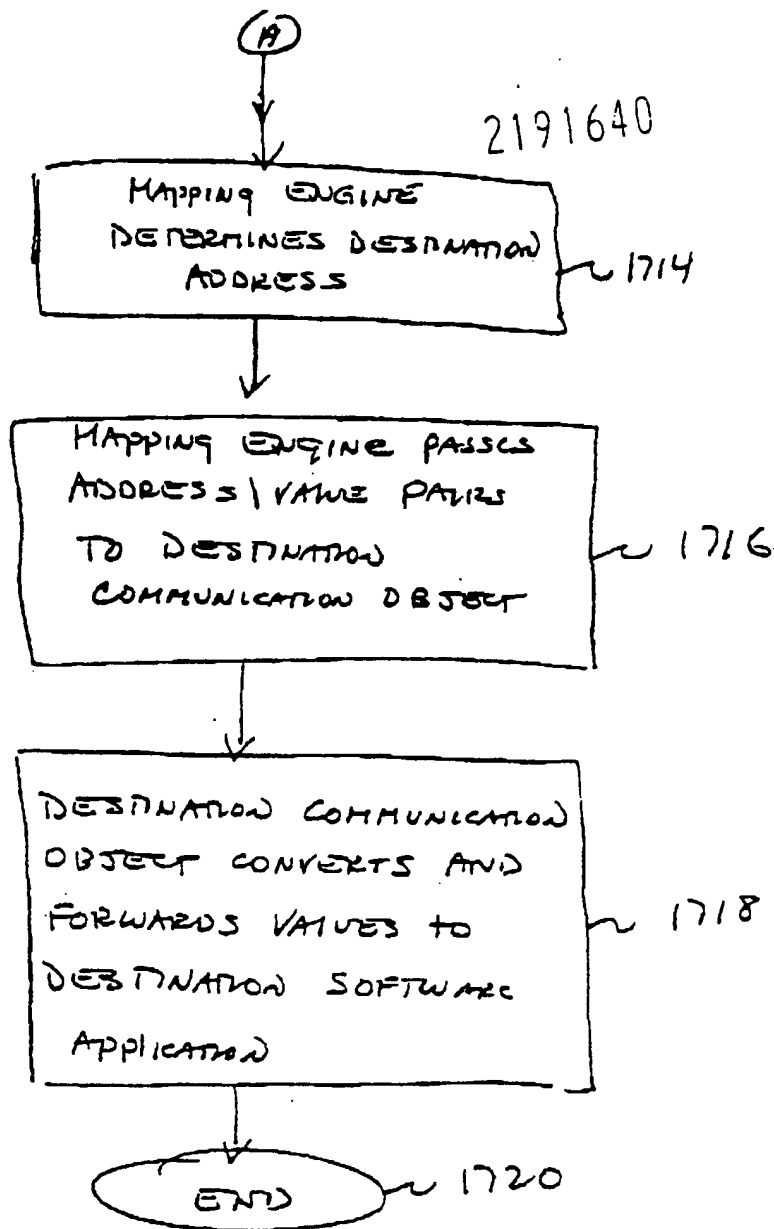 A
2191640
MAPPING ENGINE
DETERMINES DESTINATION
ADDRESS
1714
MAPPING ENGINE PASSES
ADDRESS\VALUE PAIRS
TO DESTINATION
COMMUNICATION OBJECT
1716
DESTINATION COMMUNICATION
OBJECT CONVERTS AND
FORWARDS VALUES to
DESTINATION SOFTWARE
APPlICATION
1718
END
1720